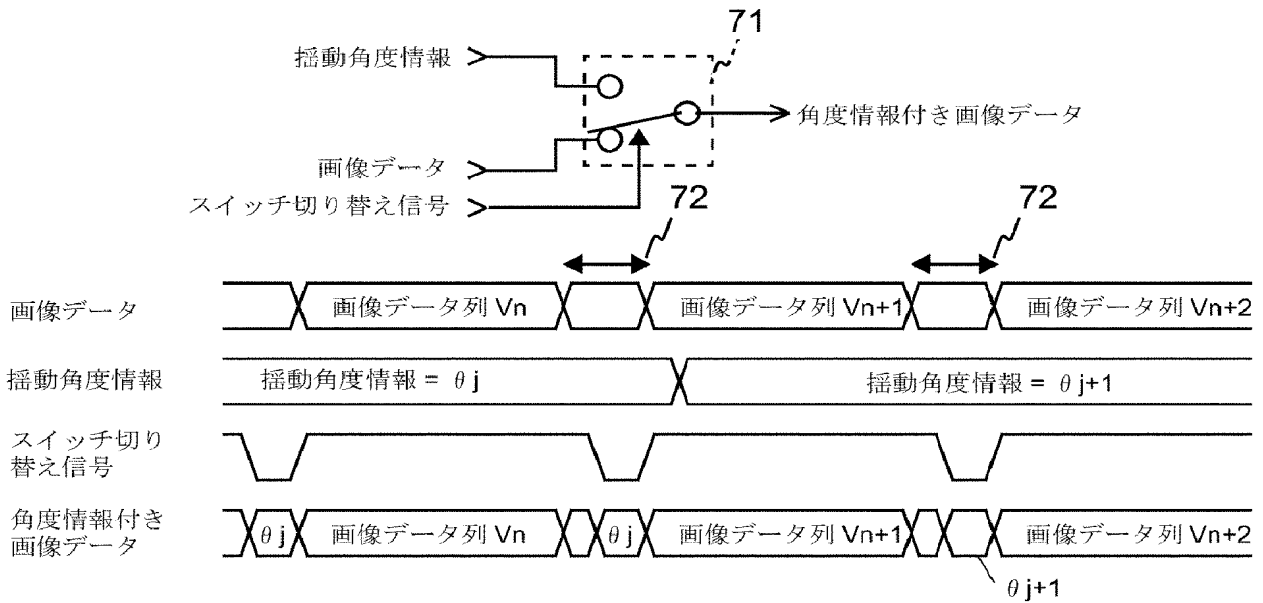 71
揺動角度情報
角度情報付き画像データ
画像データ
スイッチ切り替え信号
72
72
画像データ
画像データ列 Vn
画像データ列 Vn+1
画像データ列 Vn+2
揺動角度情報
揺動角度情報 = θj
揺動角度情報 = θj+1
スイッチ切り
替え信号
角度情報付き
画像データ
θj
画像データ列 Vn
θj
画像データ列 Vn+1
画像データ列 Vn+2
θj+1